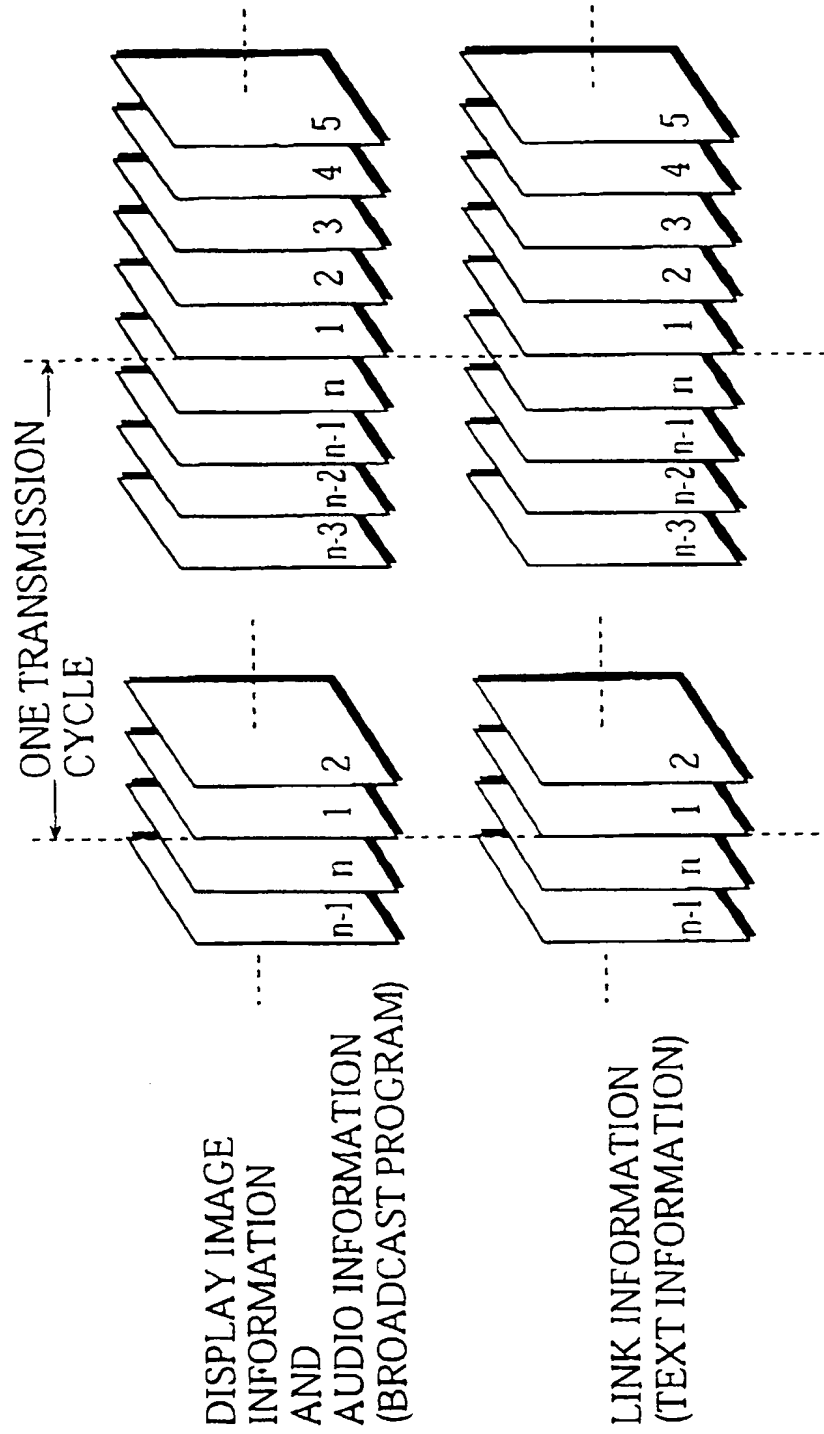 ONE TRANSMISSION
CYCLE
DISPLAY IMAGE
INFORMATION
AND
AUDIO INFORMATION
(BROADCAST PROGRAM)
n-1 n 1 2
n-3 n-2 n-1 n 1 2 3 4 5
LINK INFORMATION
(TEXT INFORMATION)
n-1 n 1 2
n-3 n-2 n-1 n 1 2 3 4 5